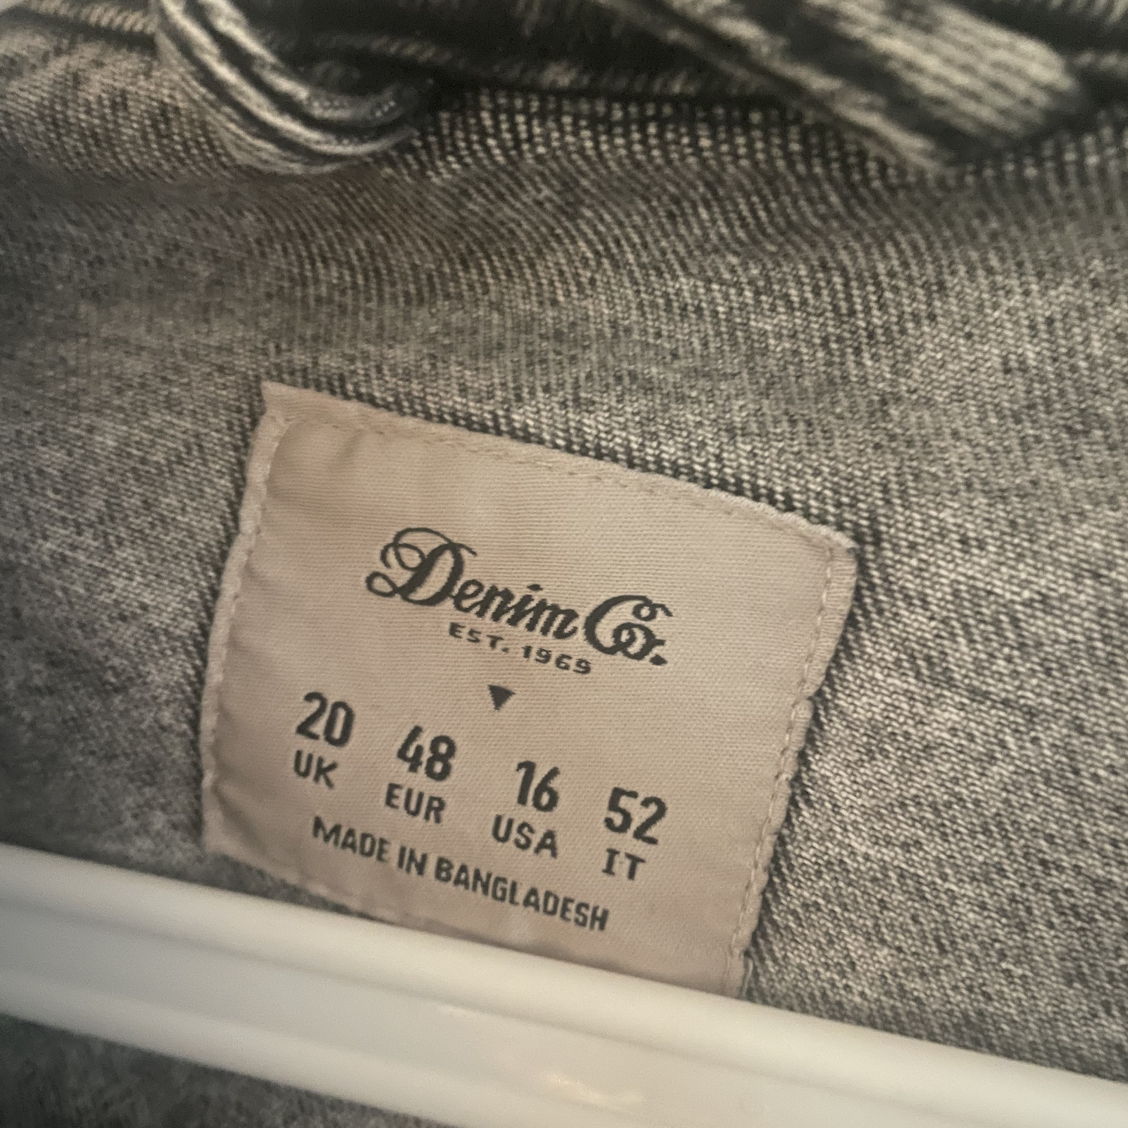 Denim Co.
EST. 1969
20 48 16 52
UK EUR USA IT
MADE IN BANGLADESH